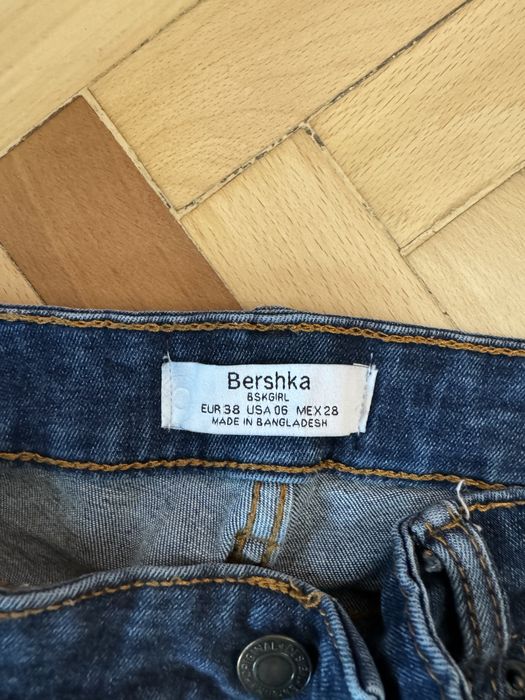 Bershka
BSKGIRL
EUR 38 USA 06 MEX 28
MADE IN BANGLADESH